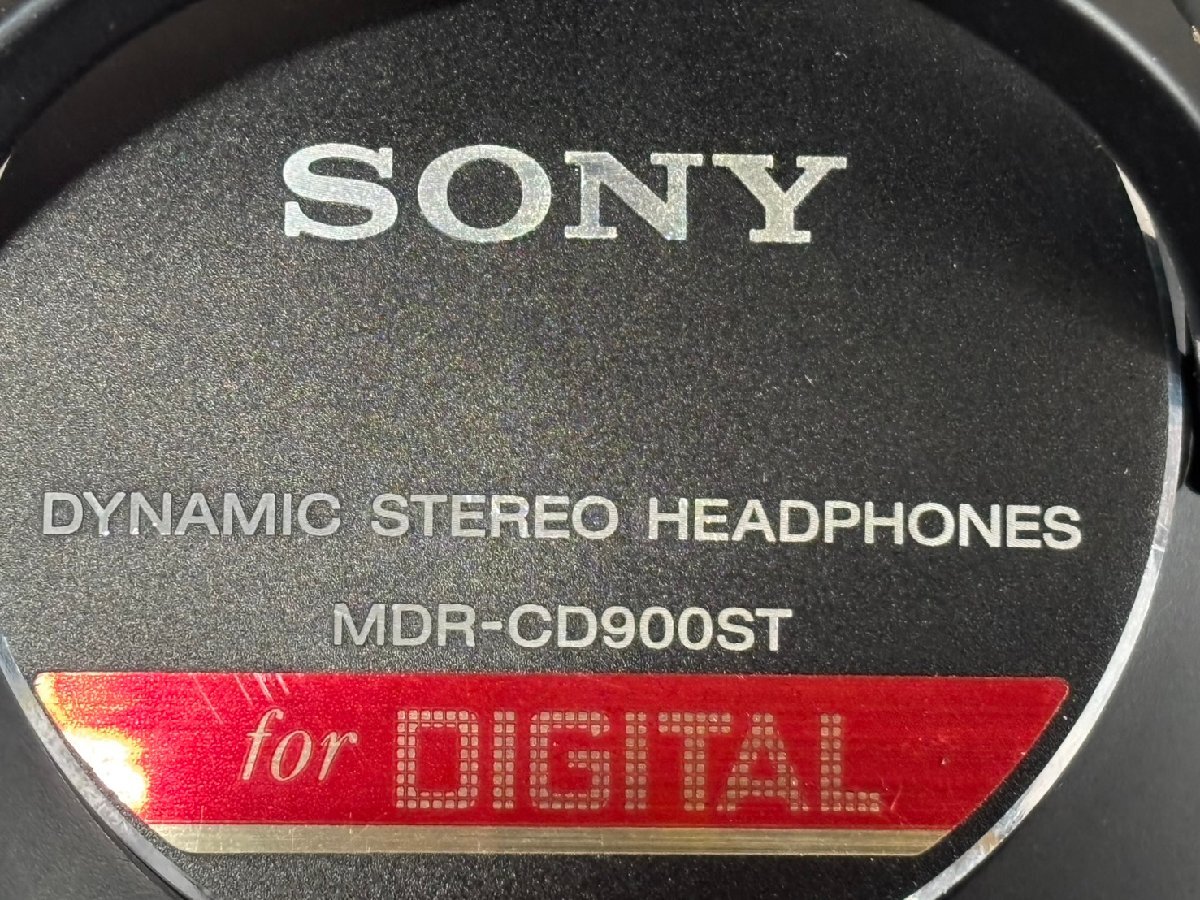 SONY
DYNAMIC STEREO HEADPHONES
MDR-CD900ST
for DIGITAL